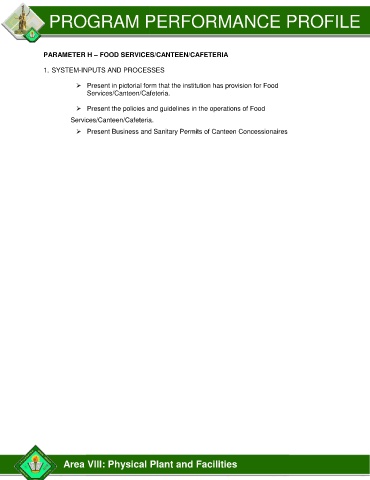 PROGRAM PERFORMANCE PROFILE
PARAMETER H – FOOD SERVICES/CANTEEN/CAFETERIA
1. SYSTEM-INPUTS AND PROCESSES
➢ Present in pictorial form that the institution has provision for Food
Services/Canteen/Cafeteria.
➢ Present the policies and guidelines in the operations of Food
Services/Canteen/Cafeteria.
➢ Present Business and Sanitary Permits of Canteen Concessionaires
Area VIII: Physical Plant and Facilities